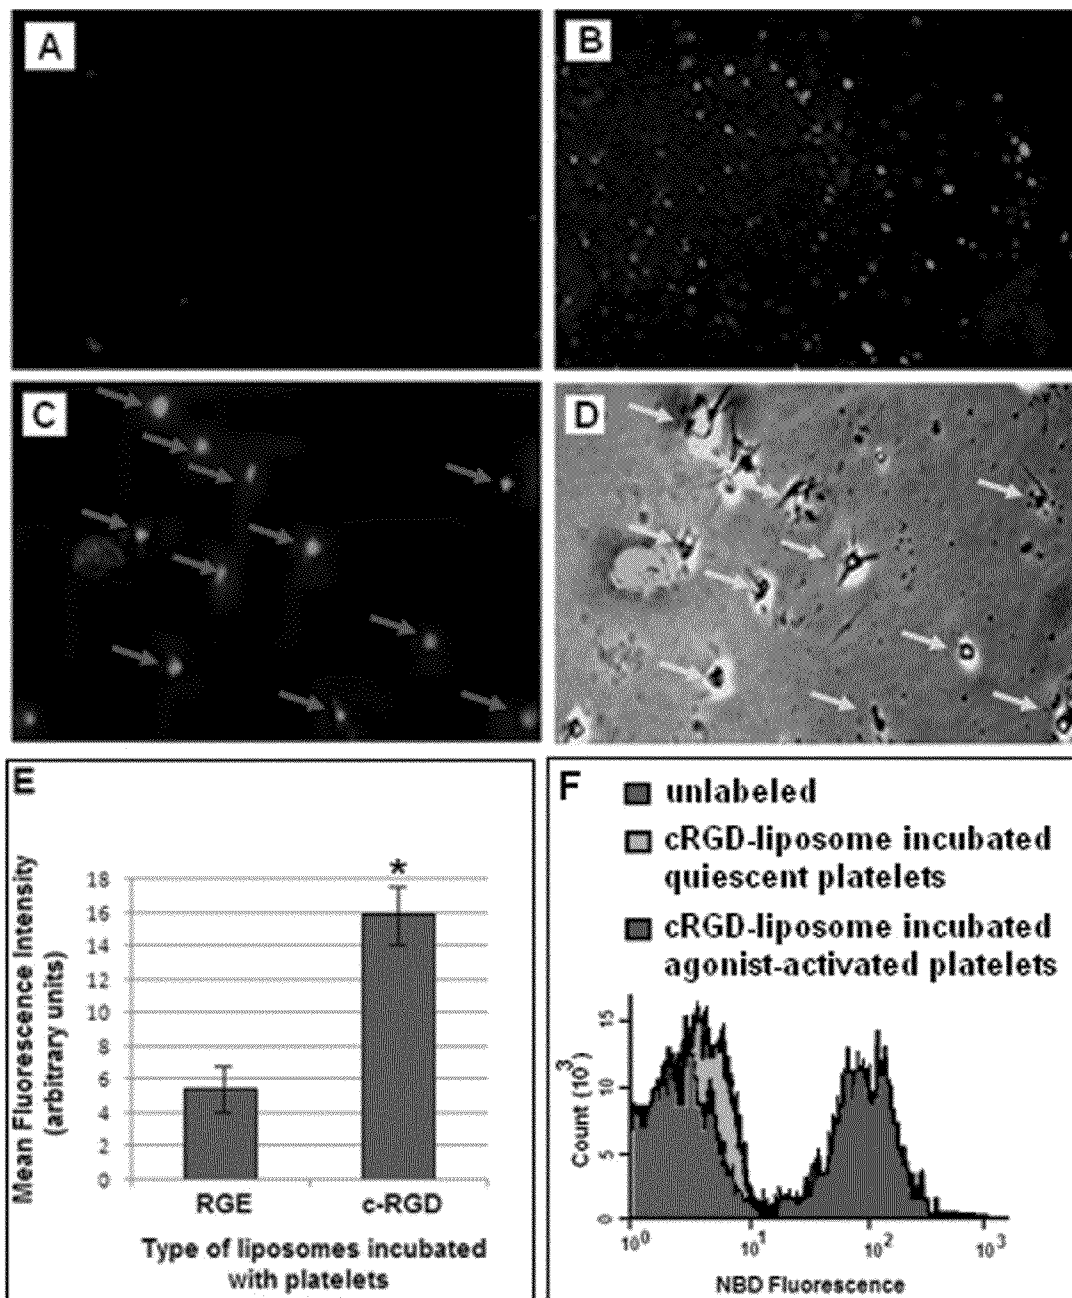 A
B
C
D
E
Mean Fluorescence Intensity
(arbitrary units)
18
16
14
12
10
8
6
4
2
0
*
RGE
c-RGD
Type of liposomes incubated
with platelets
F
unlabeled
cRGD-liposome incubated
quiescent platelets
cRGD-liposome incubated
agonist-activated platelets
Count (10³)
15
10
5
0
10⁰
10¹
10²
10³
NBD Fluorescence